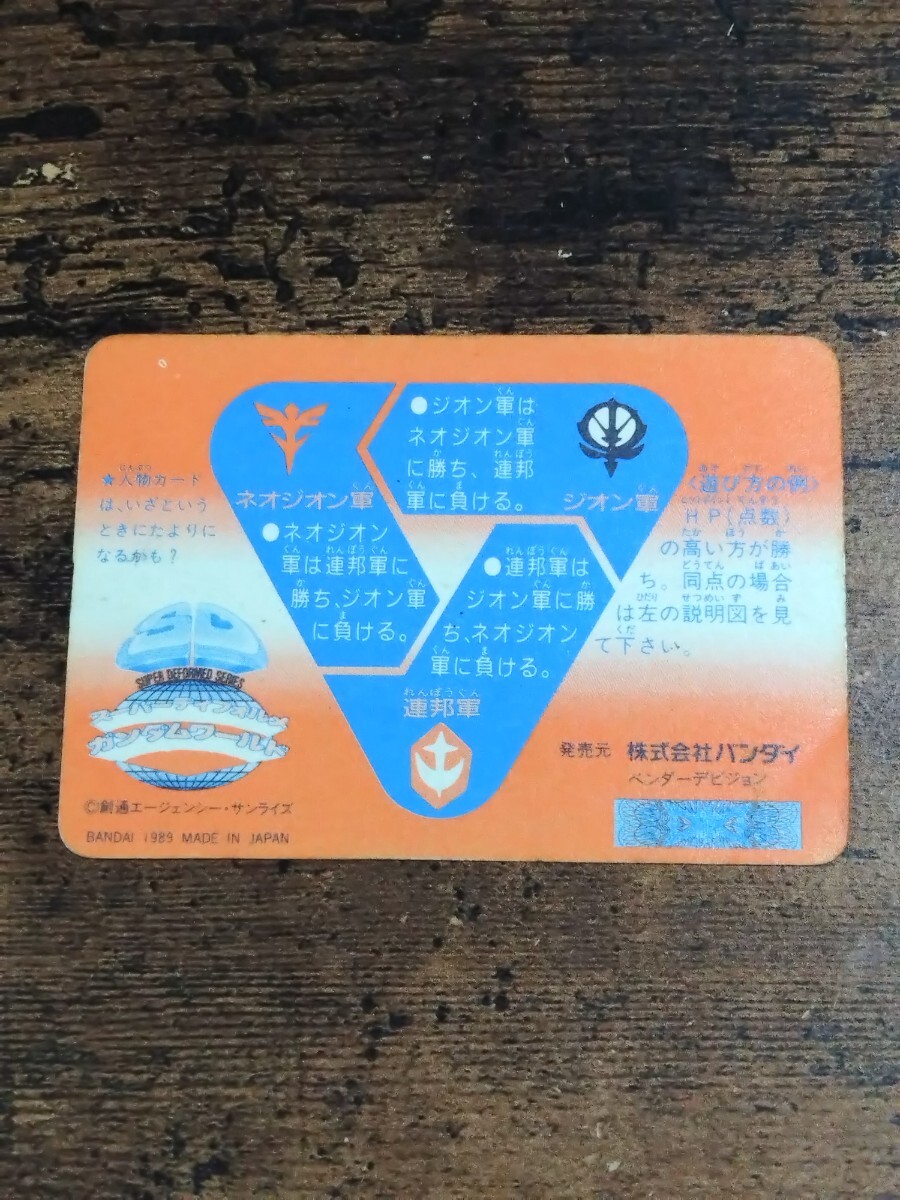 ★人物カード
は、いざという
ときにたよりに
なるかも？
ネオジオン軍
●ジオン軍は
ネオジオン軍
に勝ち、連邦
軍に負ける。
ジオン軍
●ネオジオン
軍は連邦軍に
勝ち、ジオン軍
に負ける。
●連邦軍は
ジオン軍に勝
ち、ネオジオン
軍に負ける。
連邦軍
〈遊び方の例〉
HP(点数)
の高い方が勝
ち。同点の場合
は左の説明図を見
て下さい。
SUPER DEFORMED SERIES
スーパーディフォルメ
ガンダムワールド
©創通エージェンシー・サンライズ
BANDAI 1989 MADE IN JAPAN
発売元 株式会社バンダイ
ベンダーデビジョン